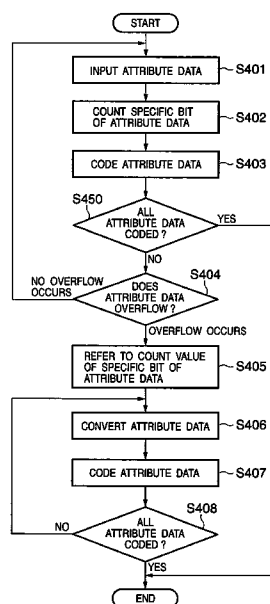 START
INPUT ATTRIBUTE DATA
S401
COUNT SPECIFIC BIT
OF ATTRIBUTE DATA
S402
CODE ATTRIBUTE DATA
S403
S450
ALL
ATTRIBUTE DATA
CODED ?
YES
NO
S404
NO OVERFLOW
OCCURS
DOES
ATTRIBUTE DATA
OVERFLOW ?
OVERFLOW OCCURS
REFER TO COUNT VALUE
OF SPECIFIC BIT OF
ATTRIBUTE DATA
S405
CONVERT ATTRIBUTE DATA
S406
CODE ATTRIBUTE DATA
S407
S408
ALL
ATTRIBUTE DATA
CODED ?
NO
YES
END